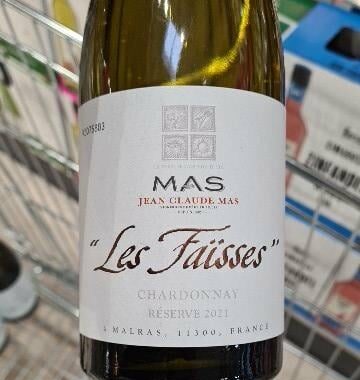 MAS
JEAN CLAUDE MAS
"Les Faïsses"
CHARDONNAY
RÉSERVE 2021
À MALRAS, 11300, FRANCE